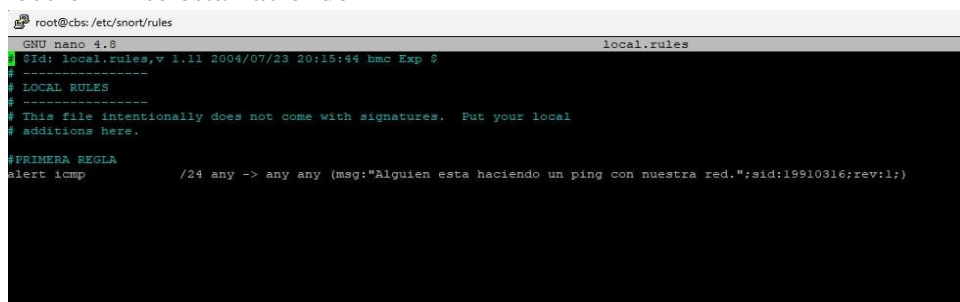 root@cbs: /etc/snort/rules
GNU nano 4.8 local.rules
# $Id: local.rules,v 1.11 2004/07/23 20:15:44 bmc Exp $
# ----------------
# LOCAL RULES
# ----------------
# This file intentionally does not come with signatures.  Put your local
# additions here.
#PRIMERA REGLA
alert icmp /24 any -> any any (msg:"Alguien esta haciendo un ping con nuestra red.";sid:19910316;rev:1;)